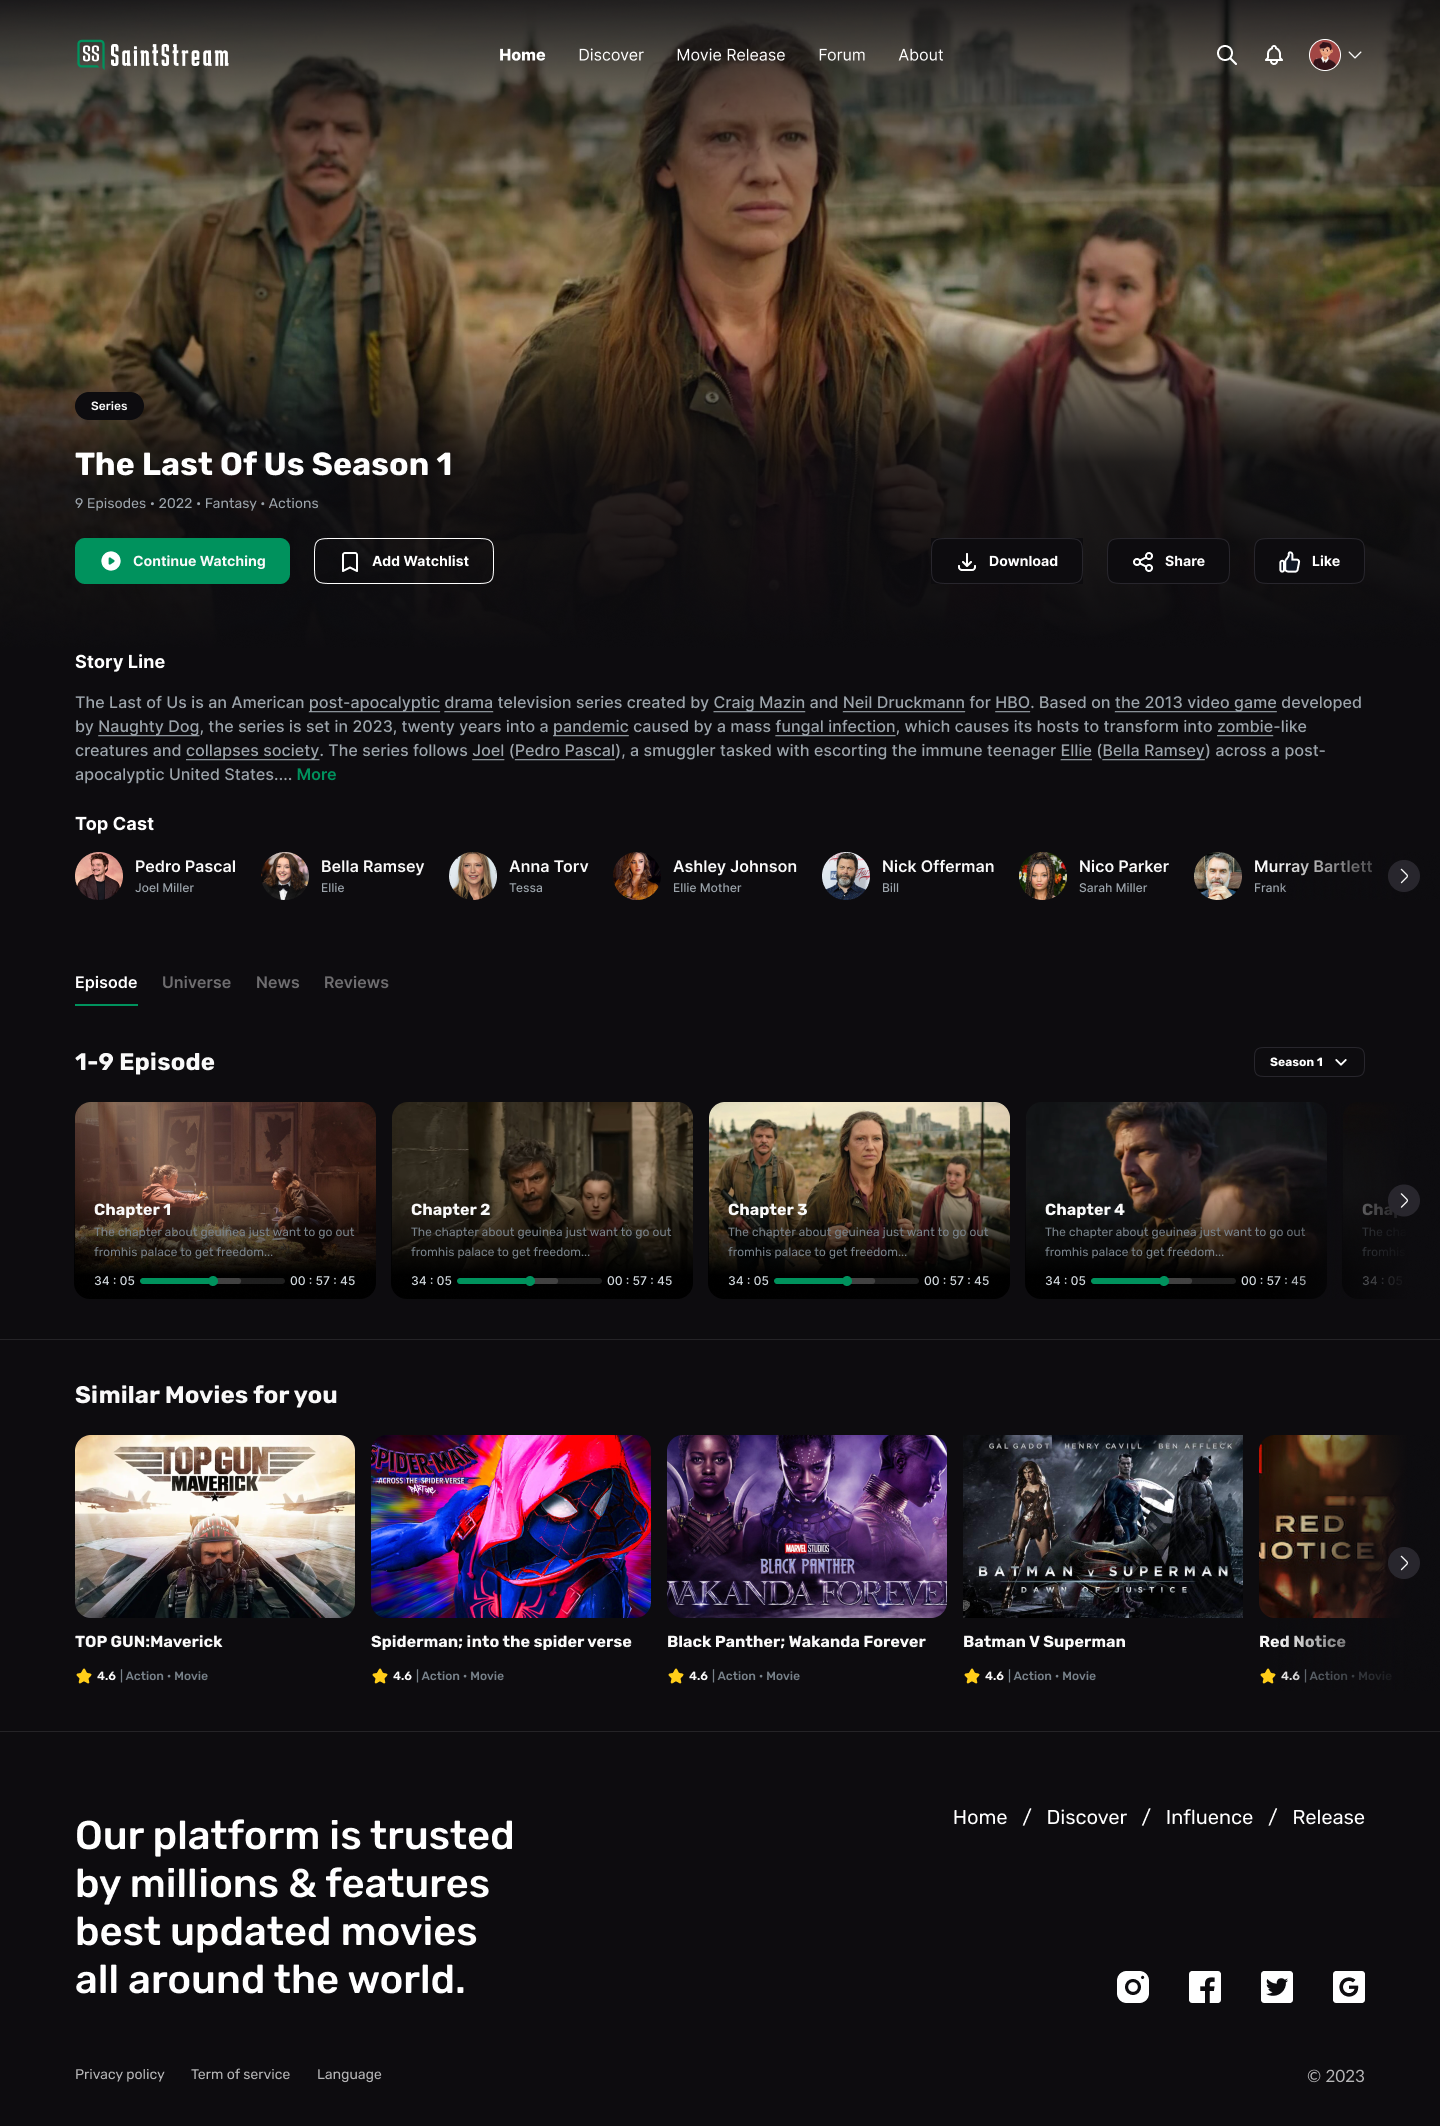 SS SaintStream
Home Discover Movie Release Forum About
Series
The Last Of Us Season 1
9 Episodes • 2022 • Fantasy • Actions
Continue Watching
Add Watchlist
Download
Share
Like
Story Line
The Last of Us is an American post-apocalyptic drama television series created by Craig Mazin and Neil Druckmann for HBO. Based on the 2013 video game developed
by Naughty Dog, the series is set in 2023, twenty years into a pandemic caused by a mass fungal infection, which causes its hosts to transform into zombie-like
creatures and collapses society. The series follows Joel (Pedro Pascal), a smuggler tasked with escorting the immune teenager Ellie (Bella Ramsey) across a post-
apocalyptic United States.... More
Top Cast
Pedro Pascal
Joel Miller
Bella Ramsey
Ellie
Anna Torv
Tessa
Ashley Johnson
Ellie Mother
Nick Offerman
Bill
Nico Parker
Sarah Miller
Murray Bartlett
Frank
Episode Universe News Reviews
1-9 Episode
Season 1
Chapter 1
The chapter about geuinea just want to go out
fromhis palace to get freedom...
34 : 05 00 : 57 : 45
Chapter 2
The chapter about geuinea just want to go out
fromhis palace to get freedom...
34 : 05 00 : 57 : 45
Chapter 3
The chapter about geuinea just want to go out
fromhis palace to get freedom...
34 : 05 00 : 57 : 45
Chapter 4
The chapter about geuinea just want to go out
fromhis palace to get freedom...
34 : 05 00 : 57 : 45
34 : 05
Similar Movies for you
TOP GUN
MAVERICK
TOP GUN:Maverick
4.6 | Action • Movie
SPIDER-MAN
ACROSS THE SPIDER-VERSE
PART ONE
Spiderman; into the spider verse
4.6 | Action • Movie
MARVEL STUDIOS
BLACK PANTHER
WAKANDA FOREVER
Black Panther; Wakanda Forever
4.6 | Action • Movie
GAL GADOT HENRY CAVILL BEN AFFLECK
BATMAN V SUPERMAN
DAWN OF JUSTICE
Batman V Superman
4.6 | Action • Movie
RED
NOTICE
Red Notice
4.6 | Action • Movie
Our platform is trusted
by millions & features
best updated movies
all around the world.
Home / Discover / Influence / Release
Privacy policy Term of service Language
© 2023